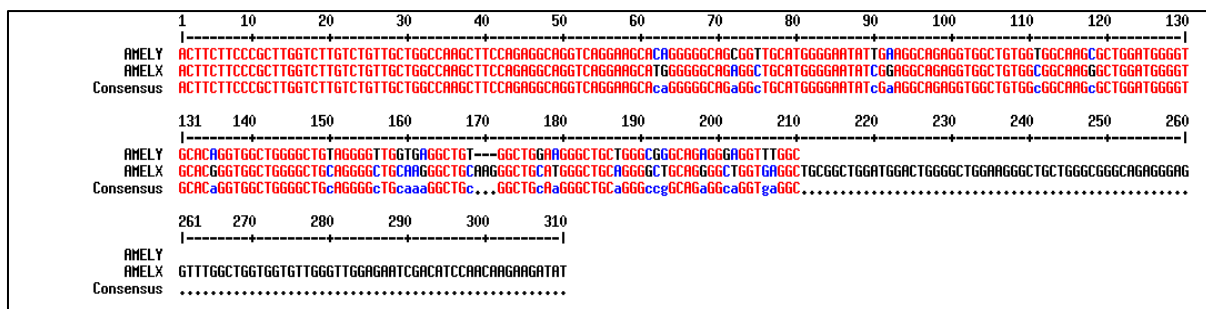 1 10 20 30 40 50 60 70 80 90 100 110 120 130
|--------+---------+---------+---------+---------+---------+---------+---------+---------+---------+---------+---------+---------|
AMELY ACTTCTTCCCGCTTGGTCTTGTCTGTTGCTGGCCAAGCTTCCAGAGGCAGGTCAGGAAGCACAGGGGGCAGCGGTTGCATGGGGAATATTGAAGGCAGAGGTGGCTGTGGTGGCAAGCGCTGGATGGGGT
AMELX ACTTCTTCCCGCTTGGTCTTGTCTGTTGCTGGCCAAGCTTCCAGAGGCAGGTCAGGAAGCATGGGGGGCAGAGGCTGCATGGGGAATATCGGAGGCAGAGGTGGCTGTGGCGGCAAGGGCTGGATGGGGT
Consensus ACTTCTTCCCGCTTGGTCTTGTCTGTTGCTGGCCAAGCTTCCAGAGGCAGGTCAGGAAGCAcaGGGGGCAGaGGcTGCATGGGGAATATcGaAGGCAGAGGTGGCTGTGGcGGCAAGcGCTGGATGGGGT
131 140 150 160 170 180 190 200 210 220 230 240 250 260
|--------+---------+---------+---------+---------+---------+---------+---------+---------+---------+---------+---------+---------|
AMELY GCACAGGTGGCTGGGGCTGTAGGGGTTGGTGAGGCTGT---GGCTGGAAGGGCTGCTGGGCGGGCAGAGGGAGGTTTGGC
AMELX GCACGGGTGGCTGGGGCTGCAGGGGCTGCAAGGGCTGCAAGGGCTGCATGGGCTGCAGGGGCTGCAGGGGCTGGTGAGGCTGCGGCTGGATGGACTGGGGCTGGAAGGGCTGCTGGGCGGGCAGAGGGAG
Consensus GCACaGGTGGCTGGGGCTGcAGGGGcTGcaaaGGCTGc...GGCTGcAaGGGCTGCaGGGccgGCAGaGgcaGGTgaGGC..................................................
261 270 280 290 300 310
|--------+---------+---------+---------+---------|
AMELY
AMELX GTTTGGCTGGTGGTGTTGGGTTGGAGAATCGACATCCAACAAGAAGATAT
Consensus ..................................................